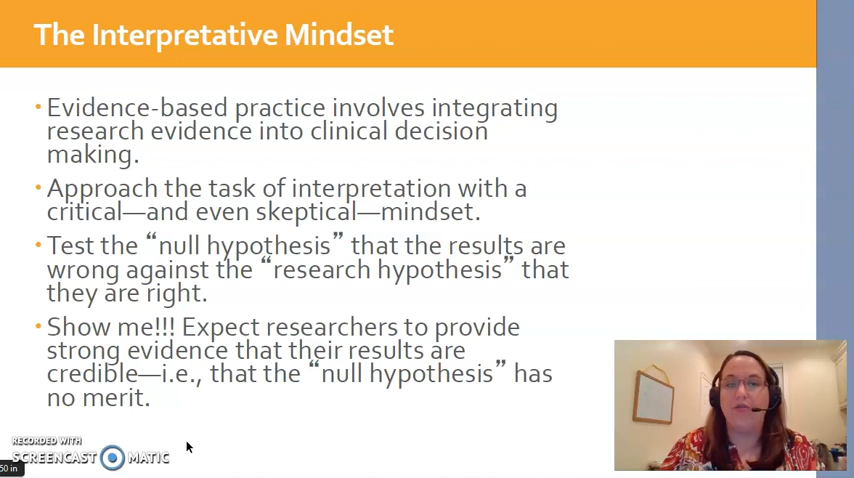 The Interpretative Mindset
• Evidence-based practice involves integrating
research evidence into clinical decision
making.
• Approach the task of interpretation with a
critical—and even skeptical—mindset.
• Test the “null hypothesis” that the results are
wrong against the “research hypothesis” that
they are right.
• Show me!!! Expect researchers to provide
strong evidence that their results are
credible—i.e., that the “null hypothesis” has
no merit.
RECORDED WITH
SCREENCAST MATIC
50 in